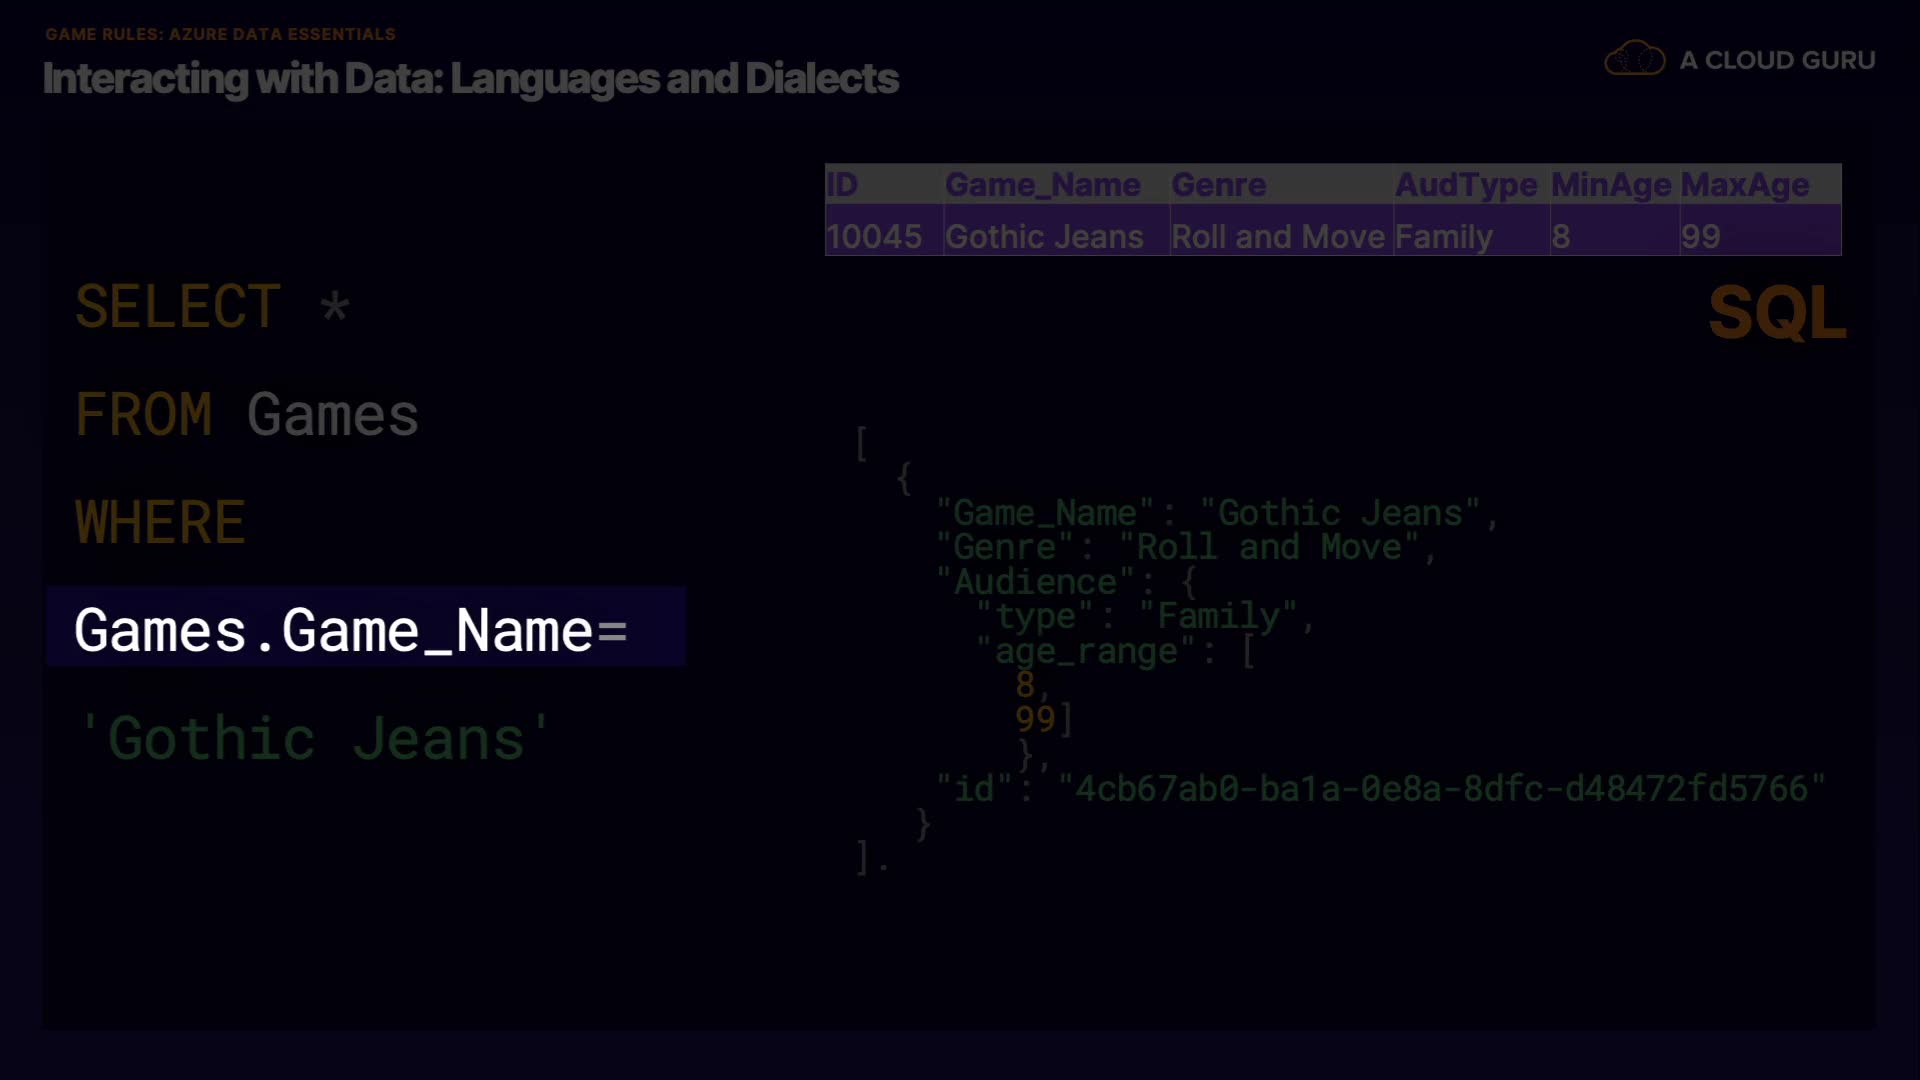 GAME RULES: AZURE DATA ESSENTIALS
Interacting with Data: Languages and Dialects
A CLOUD GURU
ID Game_Name Genre AudType MinAge MaxAge
10045 Gothic Jeans Roll and Move Family 8 99
SQL
SELECT *
FROM Games
WHERE
Games.Game_Name=
'Gothic Jeans'
[
{
"Game_Name": "Gothic Jeans",
"Genre": "Roll and Move",
"Audience": {
"type": "Family",
"age_range": [
8,
99]
},
"id": "4cb67ab0-ba1a-0e8a-8dfc-d48472fd5766"
}
].